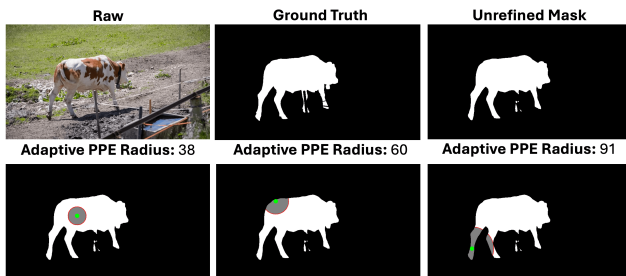 Raw
Ground Truth
Unrefined Mask
Adaptive PPE Radius: 38
Adaptive PPE Radius: 60
Adaptive PPE Radius: 91